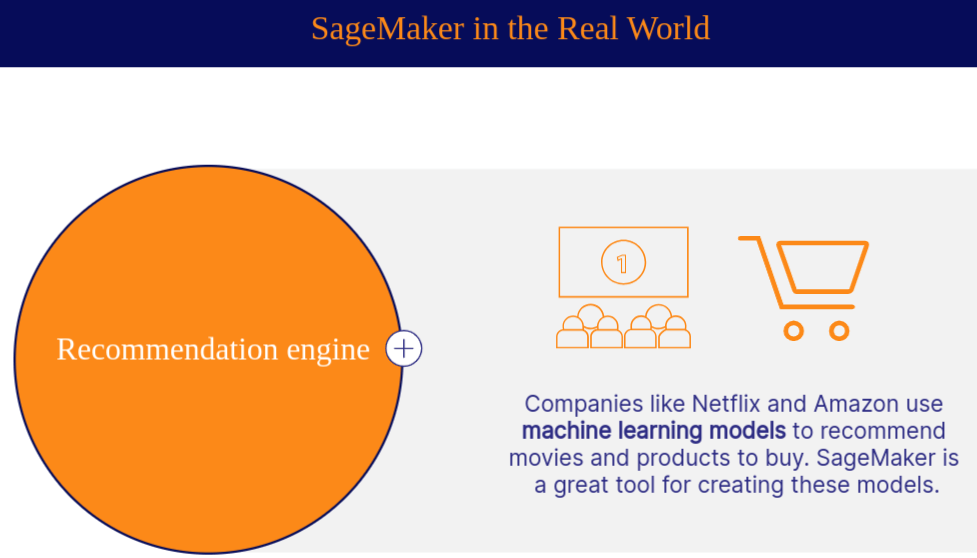 SageMaker in the Real World
Recommendation engine
1
Companies like Netflix and Amazon use
machine learning models to recommend
movies and products to buy. SageMaker is
a great tool for creating these models.